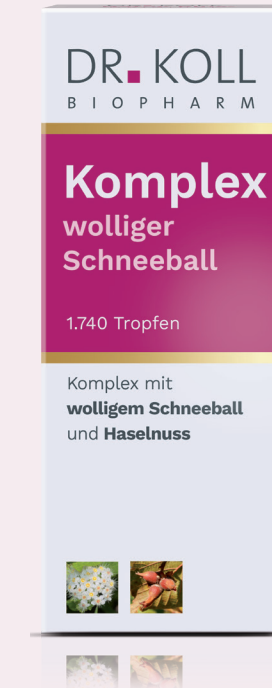 DR. KOLL
BIOPHARM
Komplex
wolliger
Schneeball
1.740 Tropfen
Komplex mit
wolligem Schneeball
und Haselnuss